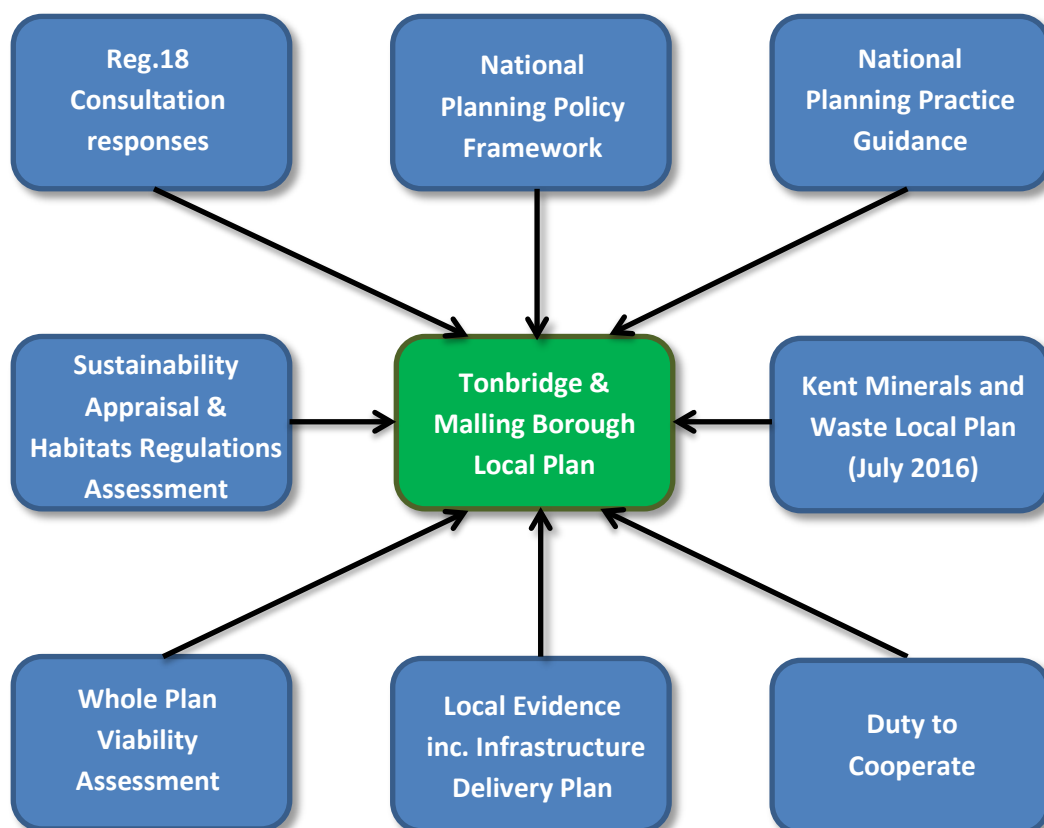 Reg.18
Consultation
responses
National
Planning Policy
Framework
National
Planning Practice
Guidance
Sustainability
Appraisal &
Habitats Regulations
Assessment
Tonbridge &
Malling Borough
Local Plan
Kent Minerals and
Waste Local Plan
(July 2016)
Whole Plan
Viability
Assessment
Local Evidence
inc. Infrastructure
Delivery Plan
Duty to
Cooperate